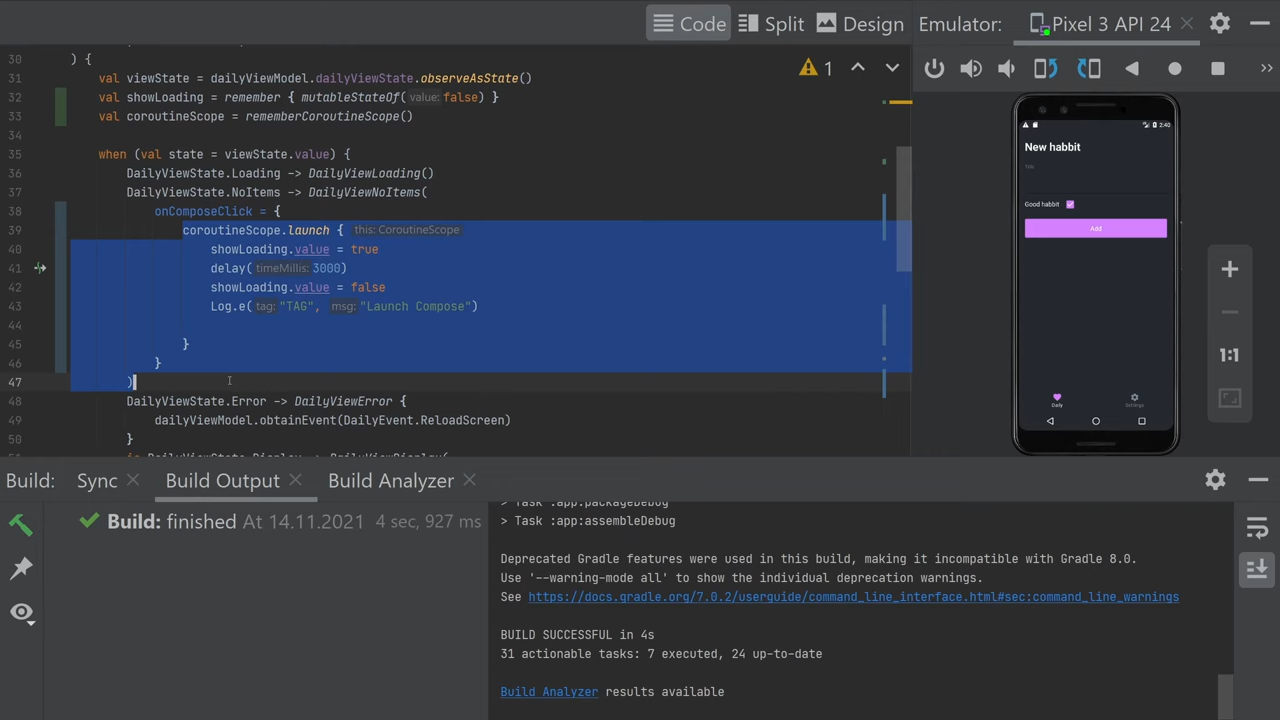 Code Split Design Emulator: Pixel 3 API 24
30 ) {
31 val viewState = dailyViewModel.dailyViewState.observeAsState()
32 val showLoading = remember { mutableStateOf( value: false) }
33 val coroutineScope = rememberCoroutineScope()
34
35 when (val state = viewState.value) {
36 DailyViewState.Loading -> DailyViewLoading()
37 DailyViewState.NoItems -> DailyViewNoItems(
38 onComposeClick = {
39 coroutineScope.launch { this: CoroutineScope
40 showLoading.value = true
41 delay( timeMillis: 3000)
42 showLoading.value = false
43 Log.e( tag: "TAG", msg: "Launch Compose")
44
45 }
46 }
47 )
48 DailyViewState.Error -> DailyViewError {
49 dailyViewModel.obtainEvent(DailyEvent.ReloadScreen)
50 }
1
2:40
New habbit
Title
Good habbit
Add
Daily Settings
1:1
Build: Sync Build Output Build Analyzer
Build: finished At 14.11.2021 4 sec, 927 ms
> Task :app:packageDebug
> Task :app:assembleDebug
Deprecated Gradle features were used in this build, making it incompatible with Gradle 8.0.
Use '--warning-mode all' to show the individual deprecation warnings.
See https://docs.gradle.org/7.0.2/userguide/command_line_interface.html#sec:command_line_warnings
BUILD SUCCESSFUL in 4s
31 actionable tasks: 7 executed, 24 up-to-date
Build Analyzer results available